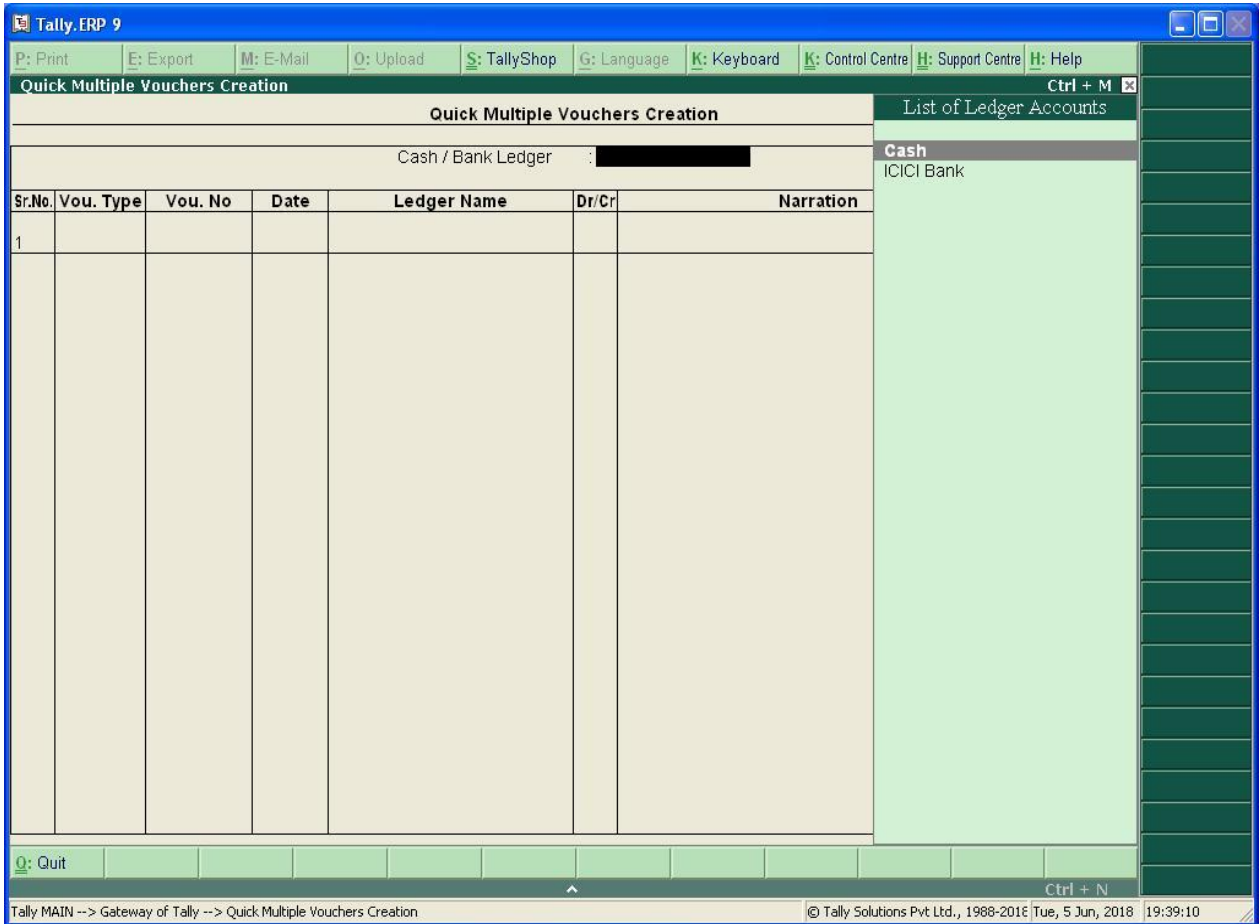 Tally.ERP 9
P: Print E: Export M: E-Mail O: Upload S: TallyShop G: Language K: Keyboard K: Control Centre H: Support Centre H: Help
Quick Multiple Vouchers Creation Ctrl + M
Quick Multiple Vouchers Creation
List of Ledger Accounts
Cash / Bank Ledger :
Cash
ICICI Bank
Sr.No. Vou. Type Vou. No Date Ledger Name Dr/Cr Narration
1
Q: Quit
Ctrl + N
Tally MAIN --> Gateway of Tally --> Quick Multiple Vouchers Creation © Tally Solutions Pvt Ltd., 1988-2018 Tue, 5 Jun, 2018 19:39:10